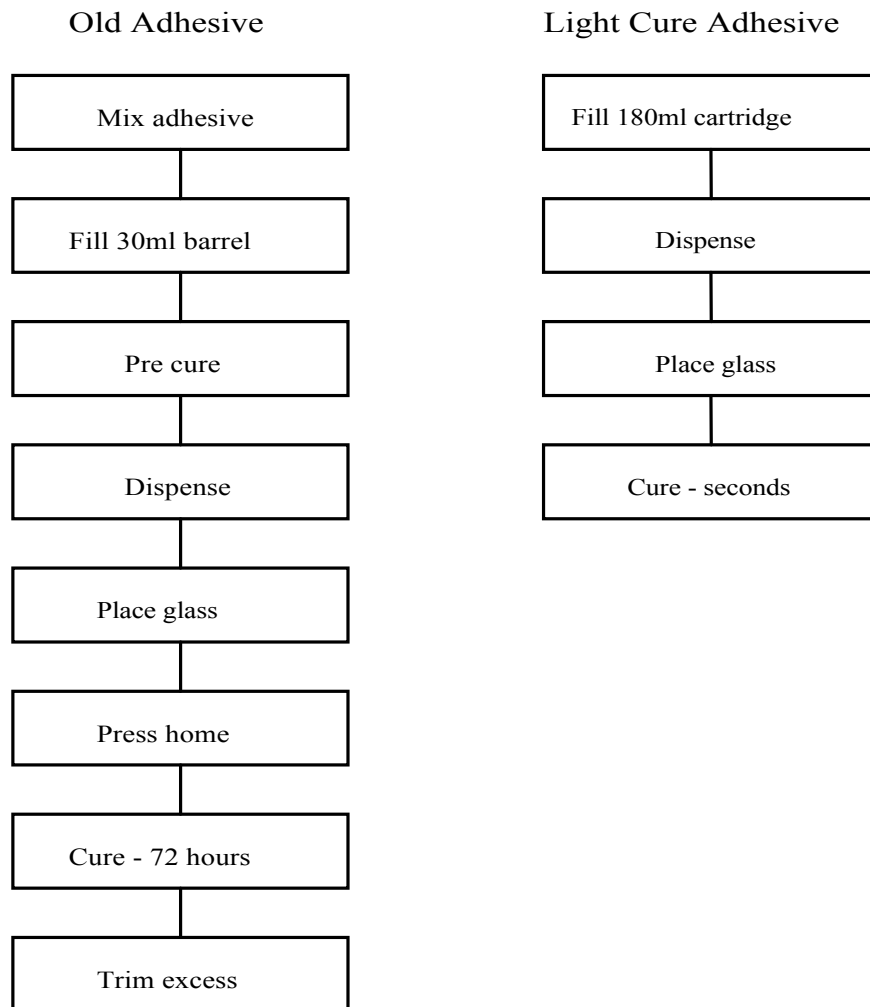 Old Adhesive
Mix adhesive
Fill 30ml barrel
Pre cure
Dispense
Place glass
Press home
Cure - 72 hours
Trim excess
Light Cure Adhesive
Fill 180ml cartridge
Dispense
Place glass
Cure - seconds